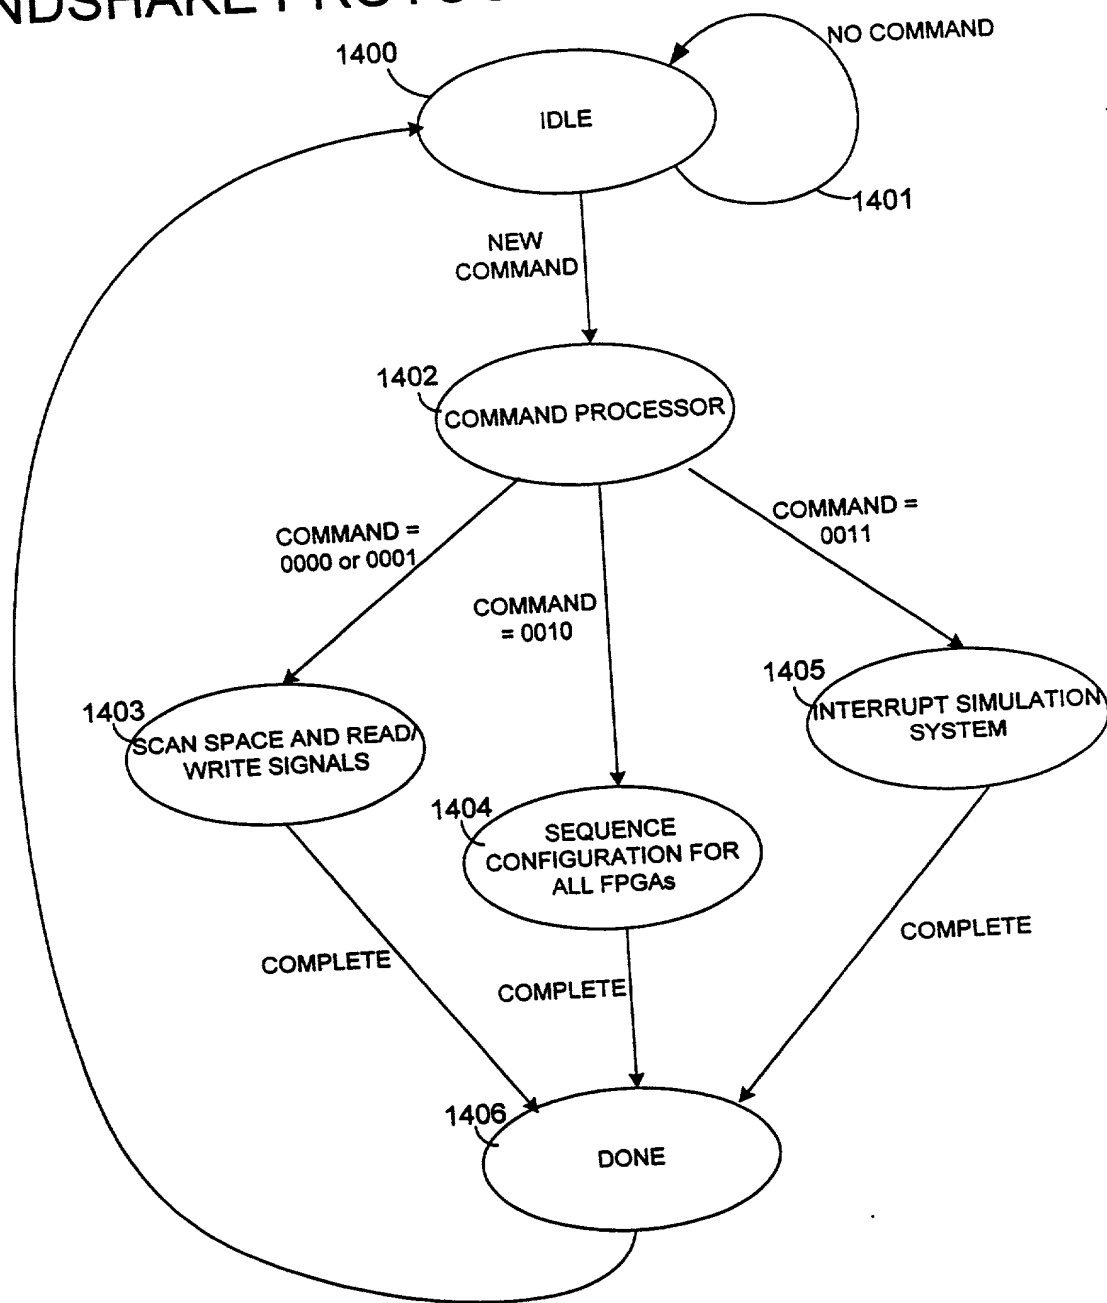 NO COMMAND
1400
IDLE
1401
NEW
COMMAND
1402
COMMAND PROCESSOR
COMMAND =
0000 or 0001
COMMAND
= 0010
COMMAND =
0011
1403
SCAN SPACE AND READ/
WRITE SIGNALS
1404
SEQUENCE
CONFIGURATION FOR
ALL FPGAs
1405
INTERRUPT SIMULATION
SYSTEM
COMPLETE
COMPLETE
COMPLETE
1406
DONE